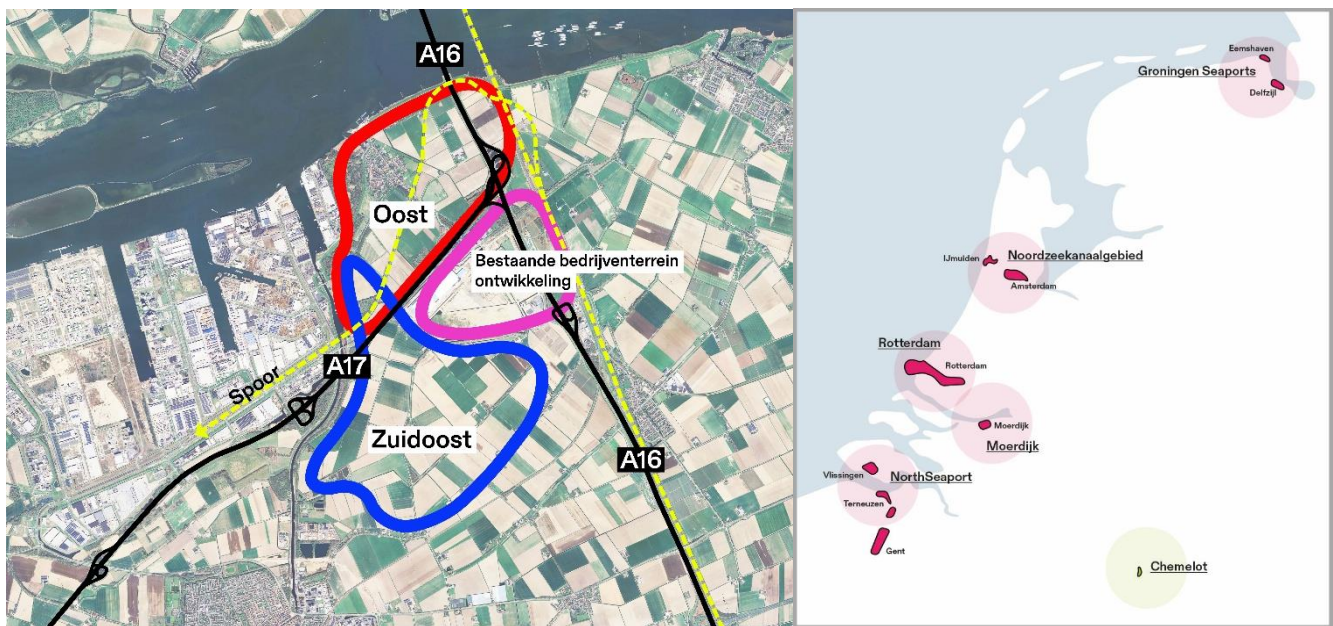 A16
Oost
Bestaande bedrijventerrein
ontwikkeling
A17
Spoor
Zuidoost
A16
Eemshaven
Groningen Seaports
Delfzijl
IJmuiden
Noordzeekanaalgebied
Amsterdam
Rotterdam
Rotterdam
Moerdijk
Moerdijk
Vlissingen
NorthSeaport
Terneuzen
Gent
Chemelot